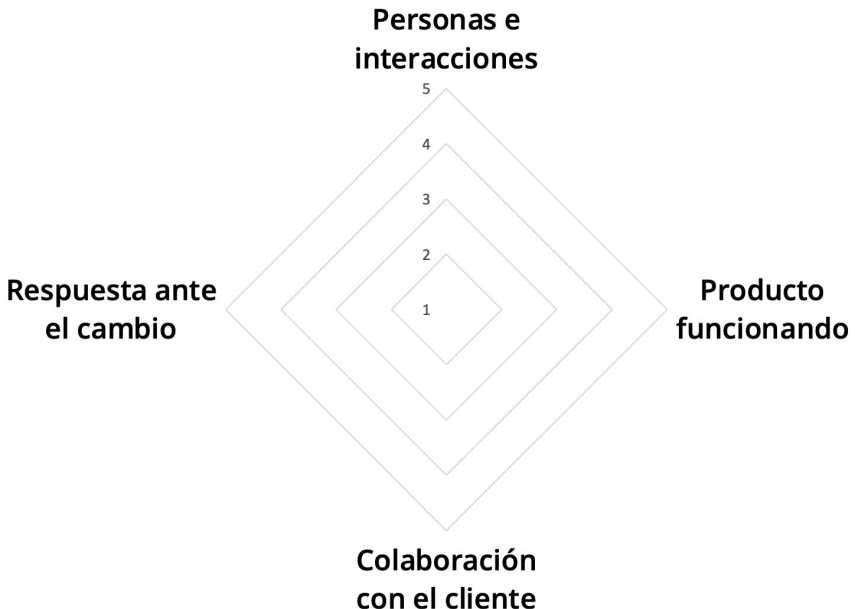 Personas e
interacciones
5
4
3
2
1
Respuesta ante
el cambio
Producto
funcionando
Colaboración
con el cliente